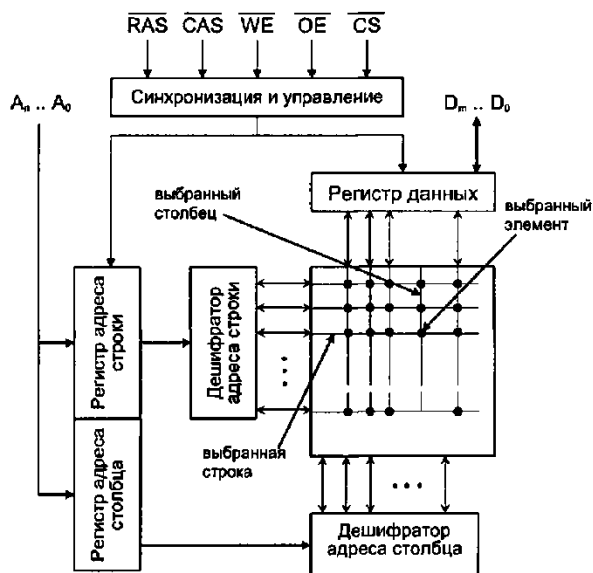 RAS CAS WE OE CS
Aₙ .. A₀
Синхронизация и управление
Dₘ .. D₀
выбранный
столбец
Регистр данных
выбранный
элемент
Регистр адреса
строки
Дешифратор
адреса строки
выбранная
строка
Регистр адреса
столбца
Дешифратор
адреса столбца